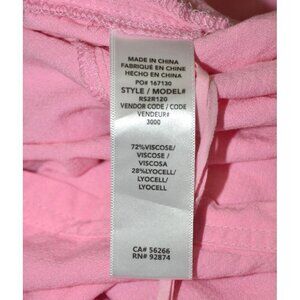 MADE IN CHINA
FABRIQUÉ EN CHINE
HECHO EN CHINA
PO# 167130
STYLE / MODEL#
RS2R120
VENDOR CODE / CODE
VENDEUR#
3000
72%VISCOSE/
VISCOSE /
VISCOSA
28%LYOCELL/
LYOCELL/
LYOCELL
CA# 56266
RN# 92874